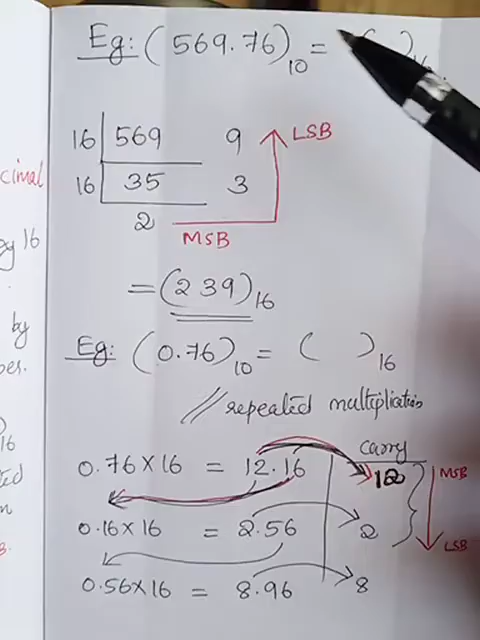 Eg: (569.76)10 = ( )16
16 | 569 9 LSB
16 | 35 3
2
MSB
= (239)16
Eg: (0.76)10 = ( )16
// repeated multiplication
carry
0.76 × 16 = 12.16 12 MSB
0.16 × 16 = 2.56 2
LSB
0.56 × 16 = 8.96 8
cimal
16
by
16